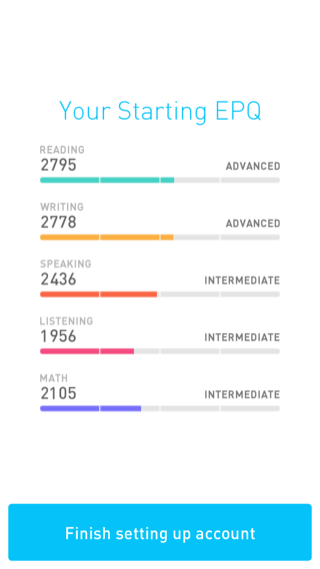 Your Starting EPQ
READING
2795 ADVANCED
WRITING
2778 ADVANCED
SPEAKING
2436 INTERMEDIATE
LISTENING
1956 INTERMEDIATE
MATH
2105 INTERMEDIATE
Finish setting up account